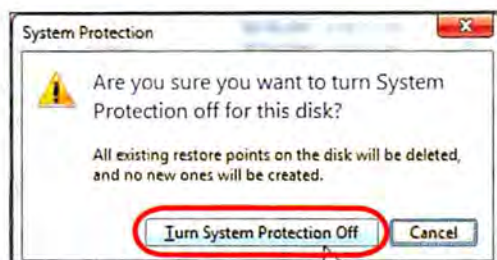 System Protection
Are you sure you want to turn System
Protection off for this disk?
All existing restore points on the disk will be deleted,
and no new ones will be created.
Turn System Protection Off
Cancel